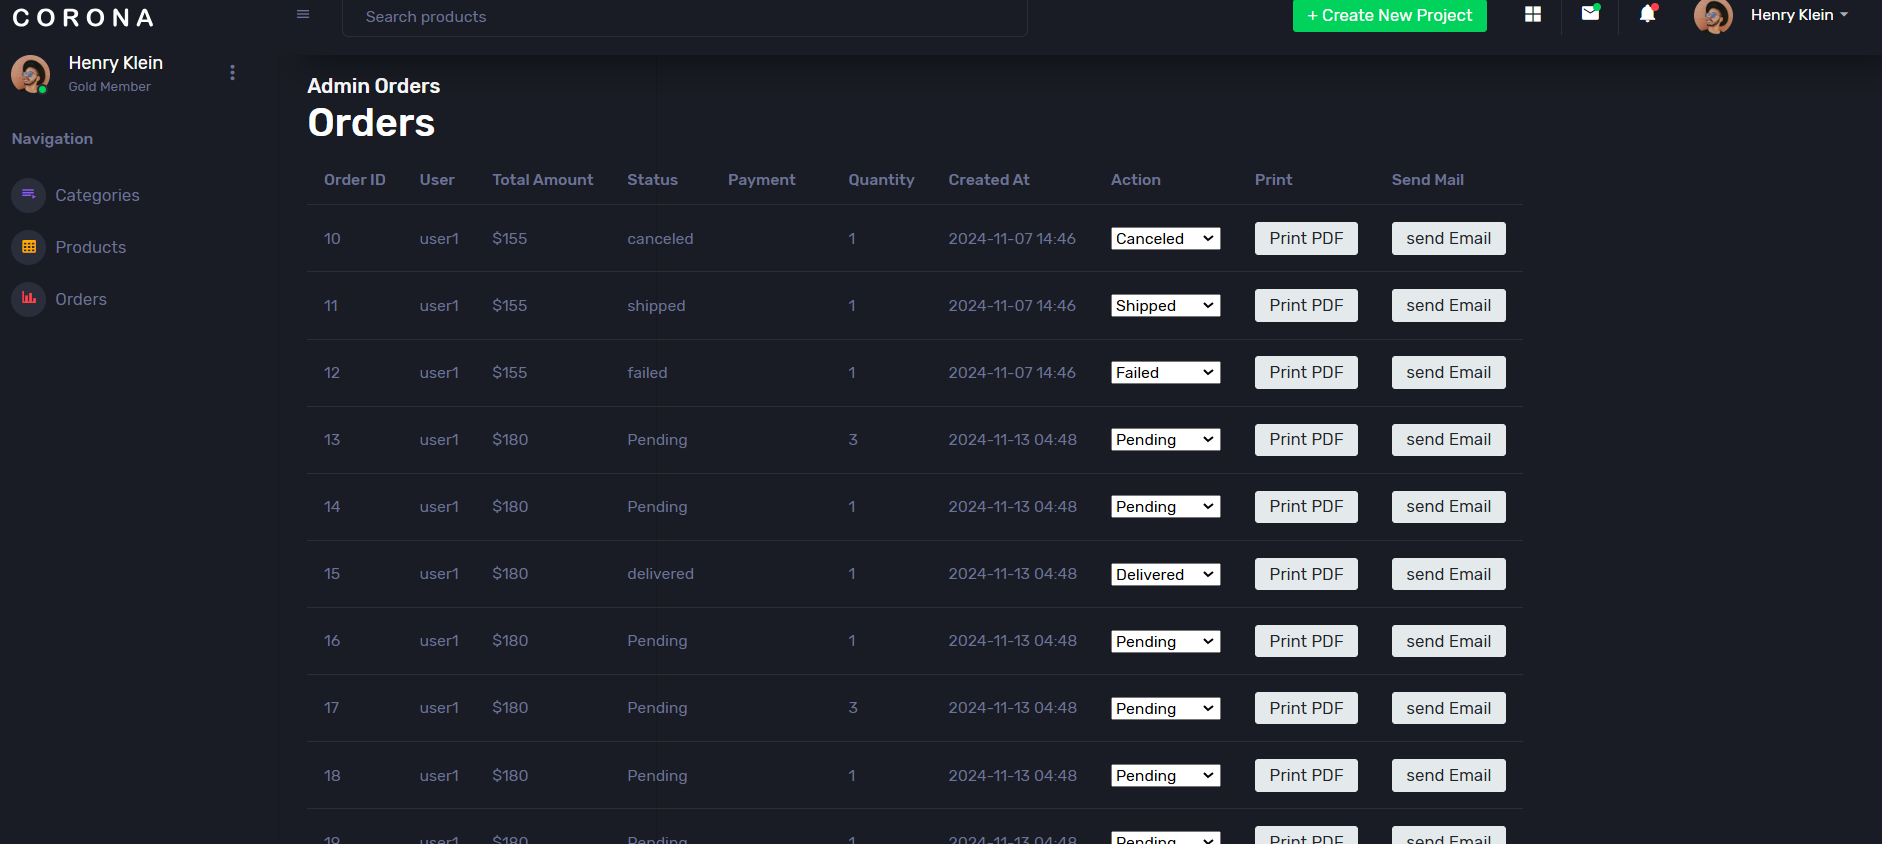 CORONA
Search products
+ Create New Project
Henry Klein
Henry Klein
Gold Member
Navigation
Categories
Products
Orders
Admin Orders
Orders
Order ID User Total Amount Status Payment Quantity Created At Action Print Send Mail
10 user1 $155 canceled 1 2024-11-07 14:46 Canceled Print PDF send Email
11 user1 $155 shipped 1 2024-11-07 14:46 Shipped Print PDF send Email
12 user1 $155 failed 1 2024-11-07 14:46 Failed Print PDF send Email
13 user1 $180 Pending 3 2024-11-13 04:48 Pending Print PDF send Email
14 user1 $180 Pending 1 2024-11-13 04:48 Pending Print PDF send Email
15 user1 $180 delivered 1 2024-11-13 04:48 Delivered Print PDF send Email
16 user1 $180 Pending 1 2024-11-13 04:48 Pending Print PDF send Email
17 user1 $180 Pending 3 2024-11-13 04:48 Pending Print PDF send Email
18 user1 $180 Pending 1 2024-11-13 04:48 Pending Print PDF send Email
19 user1 $180 Pending 1 2024-11-13 04:48 Pending Print PDF send Email